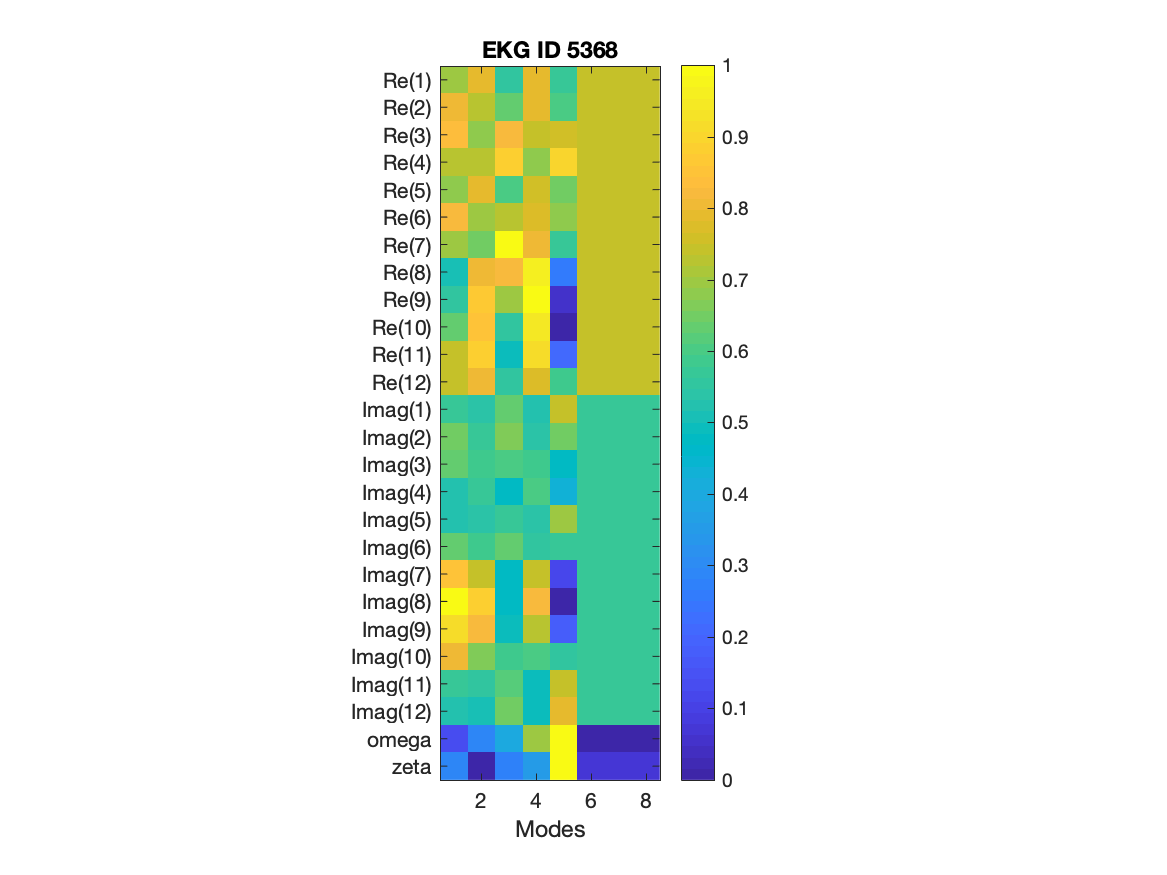 EKG ID 5368
Re(1)
Re(2)
Re(3)
Re(4)
Re(5)
Re(6)
Re(7)
Re(8)
Re(9)
Re(10)
Re(11)
Re(12)
Imag(1)
Imag(2)
Imag(3)
Imag(4)
Imag(5)
Imag(6)
Imag(7)
Imag(8)
Imag(9)
Imag(10)
Imag(11)
Imag(12)
omega
zeta
2 4 6 8
Modes
1
0.9
0.8
0.7
0.6
0.5
0.4
0.3
0.2
0.1
0